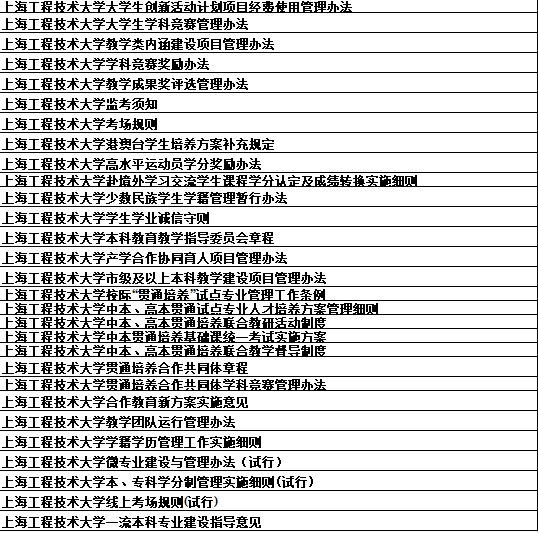 上海工程技术大学大学生创新活动计划项目经费使用管理办法
上海工程技术大学大学生学科竞赛管理办法
上海工程技术大学教学类内涵建设项目管理办法
上海工程技术大学学科竞赛奖励办法
上海工程技术大学教学成果奖评选管理办法
上海工程技术大学监考须知
上海工程技术大学考场规则
上海工程技术大学港澳台学生培养方案补充规定
上海工程技术大学高水平运动员学分奖励办法
上海工程技术大学赴境外学习交流学生课程学分认定及成绩转换实施细则
上海工程技术大学少数民族学生学籍管理暂行办法
上海工程技术大学学生学业诚信守则
上海工程技术大学本科教育教学指导委员会章程
上海工程技术大学产学合作协同育人项目管理办法
上海工程技术大学市级及以上本科教学建设项目管理办法
上海工程技术大学校际“贯通培养”试点专业管理工作条例
上海工程技术大学中本、高本贯通试点专业人才培养方案管理细则
上海工程技术大学中本、高本贯通培养联合教研活动制度
上海工程技术大学中本贯通培养基础课统一考试实施方案
上海工程技术大学中本、高本贯通培养联合教学督导制度
上海工程技术大学贯通培养合作共同体章程
上海工程技术大学贯通培养合作共同体学科竞赛管理办法
上海工程技术大学合作教育新方案实施意见
上海工程技术大学教学团队运行管理办法
上海工程技术大学学籍学历管理工作实施细则
上海工程技术大学微专业建设与管理办法（试行）
上海工程技术大学本、专科学分制管理实施细则(试行)
上海工程技术大学线上考场规则(试行)
上海工程技术大学一流本科专业建设指导意见